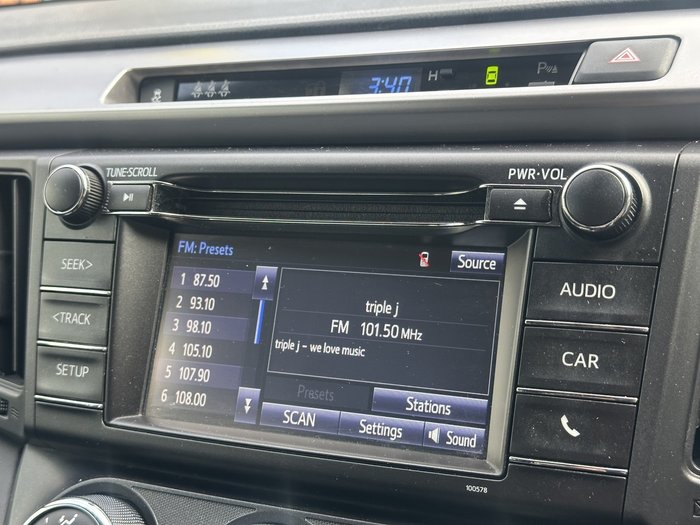 3:40 H P
TUNE·SCROLL
PWR·VOL
SEEK>
<TRACK
SETUP
AUDIO
CAR
FM: Presets
Source
1 87.50
2 93.10
3 98.10
4 105.10
5 107.90
6 108.00
triple j
FM 101.50 MHz
triple j – we love music
Presets
Stations
SCAN
Settings
Sound
100578